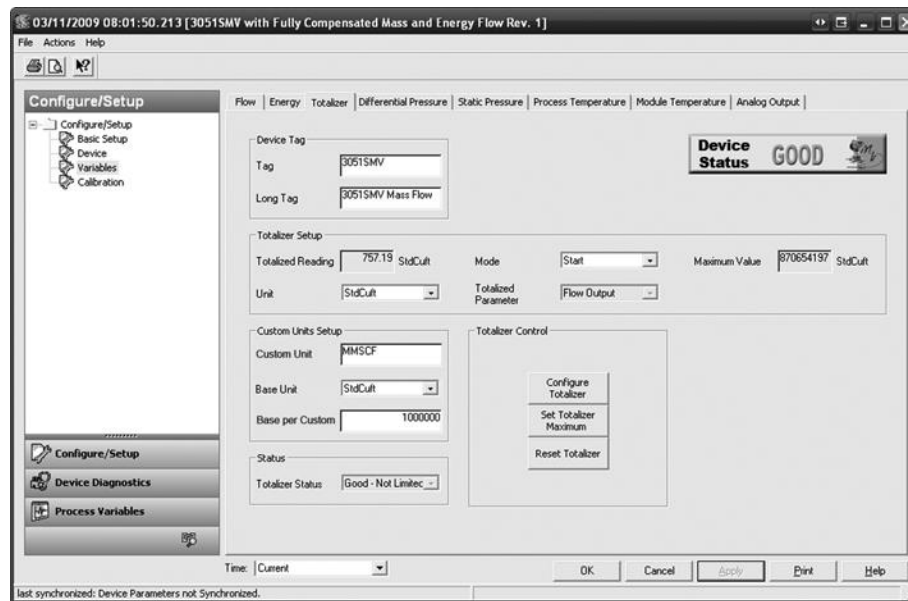 03/11/2009 08:01:50.213 [3051SMV with Fully Compensated Mass and Energy Flow Rev. 1]
File Actions Help
Configure/Setup
Flow Energy Totalizer Differential Pressure Static Pressure Process Temperature Module Temperature Analog Output
Configure/Setup
Basic Setup
Device
Variables
Calibration
Device Tag
Tag 3051SMV
Long Tag 3051SMV Mass Flow
Device Status GOOD
Totalizer Setup
Totalized Reading 757.19 StdCuft Mode Start Maximum Value 870654197 StdCuft
Unit StdCuft Totalized Parameter Flow Output
Custom Units Setup
Custom Unit MMSCF
Base Unit StdCuft
Base per Custom 1000000
Totalizer Control
Configure Totalizer
Set Totalizer Maximum
Reset Totalizer
Status
Totalizer Status Good - Not Limitec
Configure/Setup
Device Diagnostics
Process Variables
Time: Current
OK Cancel Apply Print Help
last synchronized: Device Parameters not Synchronized.